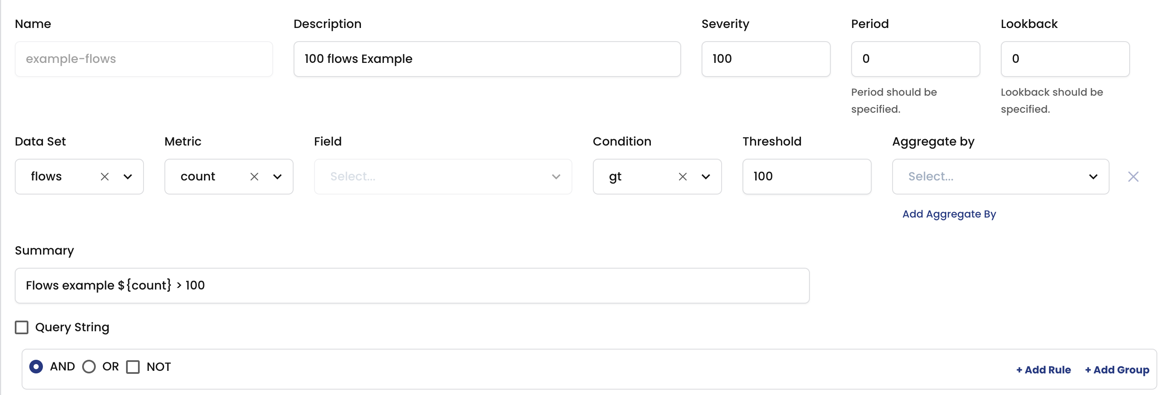 Name Description Severity Period Lookback
example-flows 100 flows Example 100 0 0
Period should be Lookback should be
specified. specified.
Data Set Metric Field Condition Threshold Aggregate by
flows count Select... gt 100 Select...
Add Aggregate By
Summary
Flows example ${count} > 100
Query String
AND OR NOT + Add Rule + Add Group